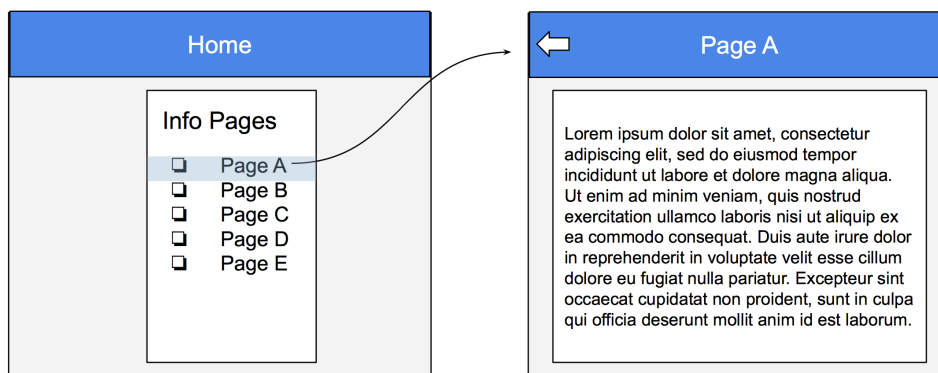 Home
Info Pages
❏ Page A
❏ Page B
❏ Page C
❏ Page D
❏ Page E
Page A
Lorem ipsum dolor sit amet, consectetur
adipiscing elit, sed do eiusmod tempor
incididunt ut labore et dolore magna aliqua.
Ut enim ad minim veniam, quis nostrud
exercitation ullamco laboris nisi ut aliquip ex
ea commodo consequat. Duis aute irure dolor
in reprehenderit in voluptate velit esse cillum
dolore eu fugiat nulla pariatur. Excepteur sint
occaecat cupidatat non proident, sunt in culpa
qui officia deserunt mollit anim id est laborum.